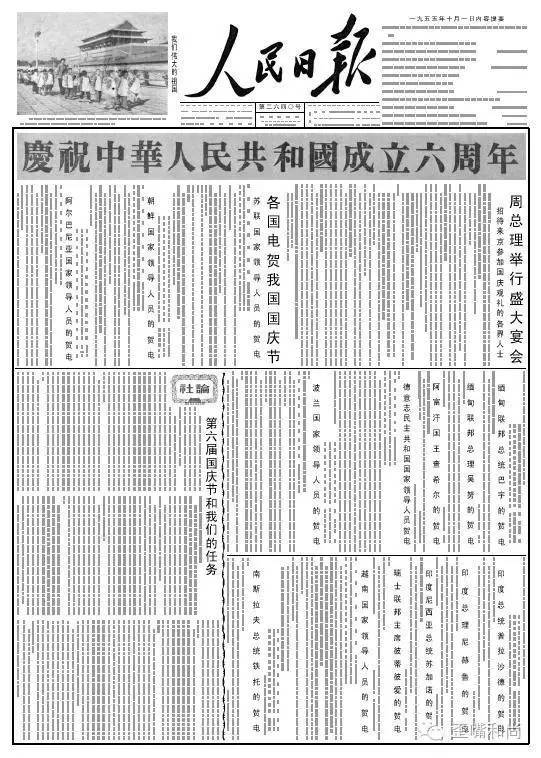 我们伟大的祖国
人民日报
第二六四〇号
一九五五年十月一日内容提要
慶祝中華人民共和國成立六周年
周总理举行盛大宴会
招待来京参加国庆观礼的各界人士
各国电贺我国国庆节
苏联国家领导人员的贺电
朝鲜国家领导人员的贺电
阿尔巴尼亚国家领导人员的贺电
缅甸联邦总统巴宇的贺电
缅甸联邦总理吴努的贺电
阿富汗国王查希尔的贺电
德意志民主共和国国家领导人员的贺电
波兰国家领导人员的贺电
社論
第六届国庆节和我们的任务
印度总统普拉沙德的贺电
印度总理尼赫鲁的贺电
印度尼西亚总统苏加诺的贺电
瑞士联邦主席彼蒂彼爱的贺电
越南国家领导人员的贺电
南斯拉夫总统铁托的贺电
歪嘴和尚